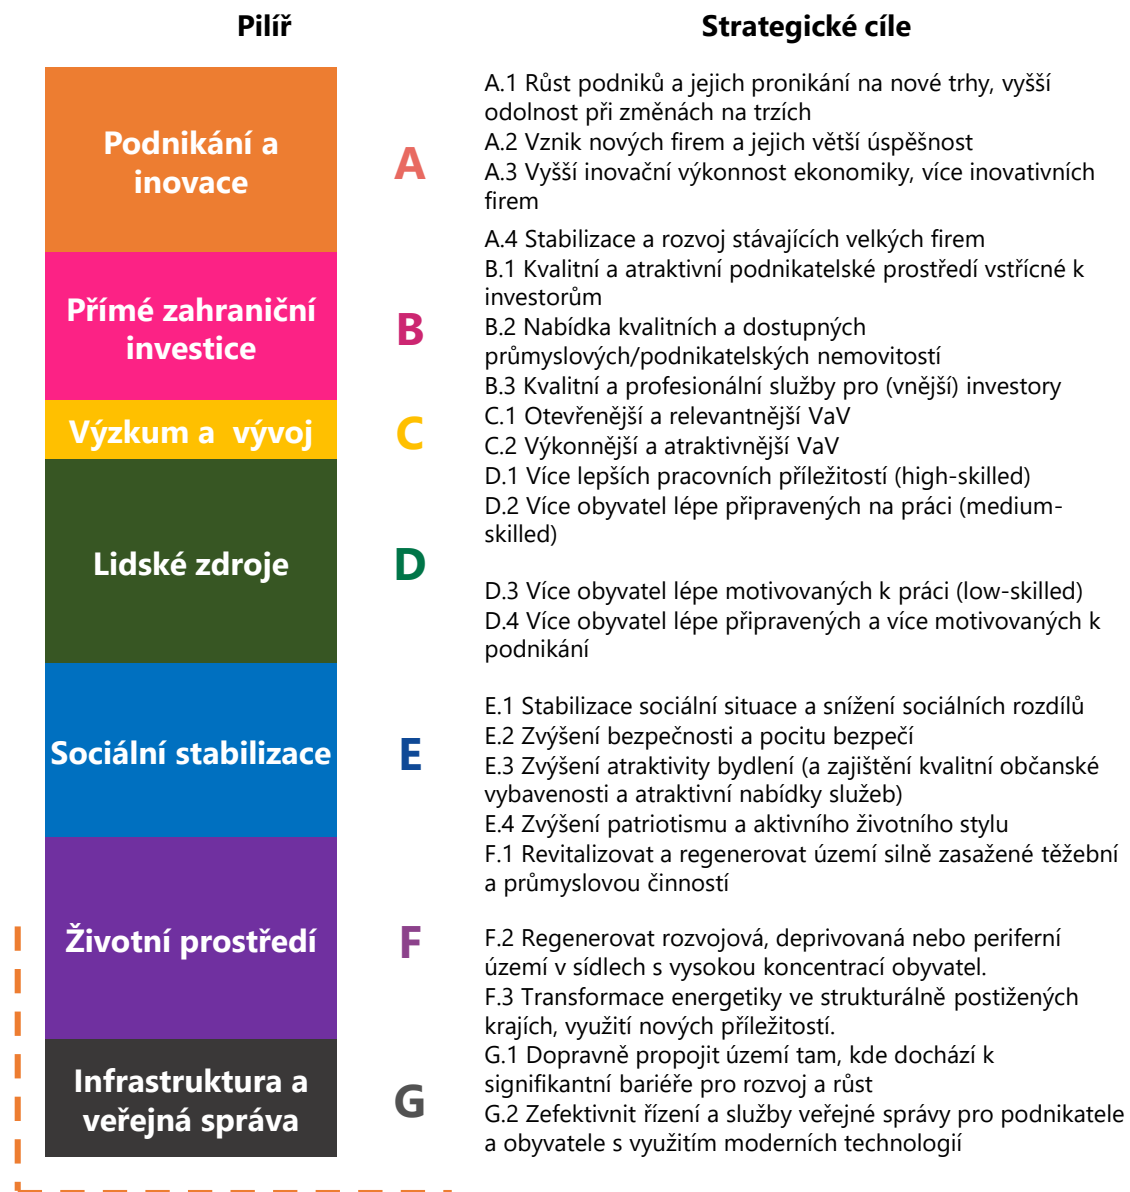 Pilíř
Strategické cíle
Podnikání a
inovace
A
A.1 Růst podniků a jejich pronikání na nové trhy, vyšší
odolnost při změnách na trzích
A.2 Vznik nových firem a jejich větší úspěšnost
A.3 Vyšší inovační výkonnost ekonomiky, více inovativních
firem
A.4 Stabilizace a rozvoj stávajících velkých firem
Přímé zahraniční
investice
B
B.1 Kvalitní a atraktivní podnikatelské prostředí vstřícné k
investorům
B.2 Nabídka kvalitních a dostupných
průmyslových/podnikatelských nemovitostí
B.3 Kvalitní a profesionální služby pro (vnější) investory
Výzkum a  vývoj
C
C.1 Otevřenější a relevantnější VaV
C.2 Výkonnější a atraktivnější VaV
Lidské zdroje
D
D.1 Více lepších pracovních příležitostí (high-skilled)
D.2 Více obyvatel lépe připravených na práci (medium-
skilled)
D.3 Více obyvatel lépe motivovaných k práci (low-skilled)
D.4 Více obyvatel lépe připravených a více motivovaných k
podnikání
Sociální stabilizace
E
E.1 Stabilizace sociální situace a snížení sociálních rozdílů
E.2 Zvýšení bezpečnosti a pocitu bezpečí
E.3 Zvýšení atraktivity bydlení (a zajištění kvalitní občanské
vybavenosti a atraktivní nabídky služeb)
E.4 Zvýšení patriotismu a aktivního životního stylu
Životní prostředí
F
F.1 Revitalizovat a regenerovat území silně zasažené těžební
a průmyslovou činností
F.2 Regenerovat rozvojová, deprivovaná nebo periferní
území v sídlech s vysokou koncentrací obyvatel.
F.3 Transformace energetiky ve strukturálně postižených
krajích, využití nových příležitostí.
Infrastruktura a
veřejná správa
G
G.1 Dopravně propojit území tam, kde dochází k
signifikantní bariéře pro rozvoj a růst
G.2 Zefektivnit řízení a služby veřejné správy pro podnikatele
a obyvatele s využitím moderních technologií